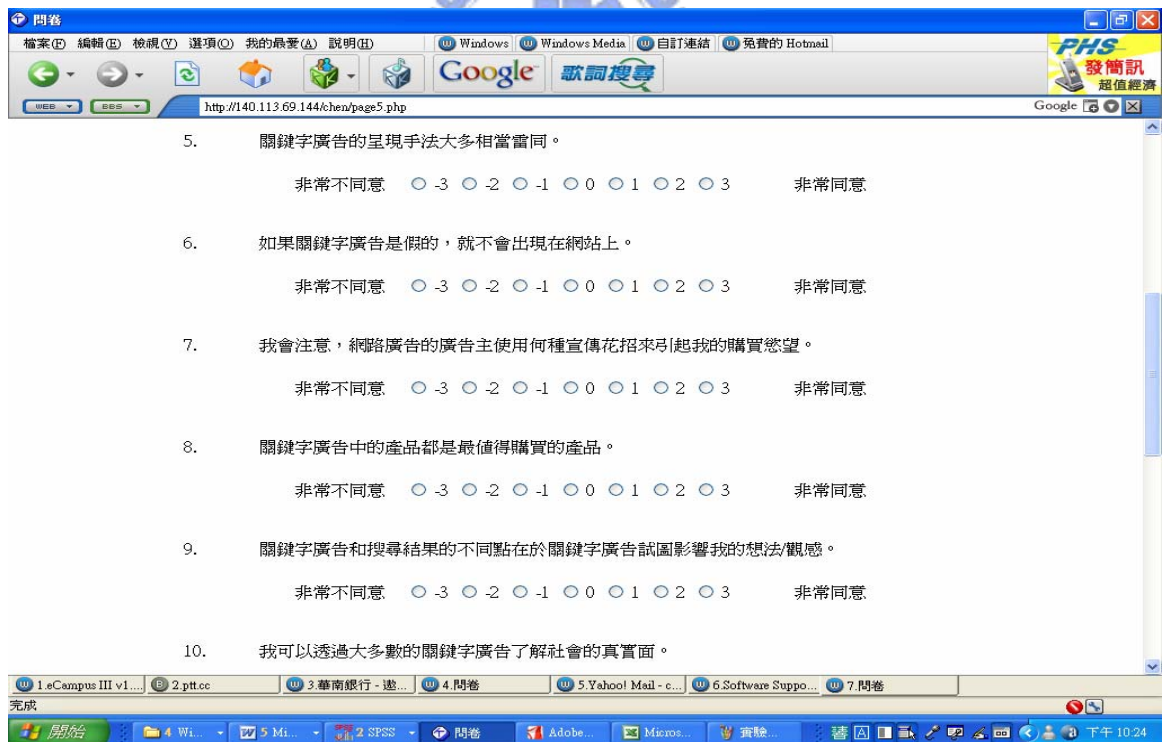 問卷
檔案(F) 編輯(E) 檢視(V) 選項(O) 我的最愛(A) 說明(H) Windows Windows Media 自訂連結 免費的 Hotmail
PHS
發簡訊
超值經濟
Google 歌詞搜尋
WEB BBS http://140.113.69.144/chen/page5.php Google
5. 關鍵字廣告的呈現手法大多相當雷同。
非常不同意 -3 -2 -1 0 1 2 3 非常同意
6. 如果關鍵字廣告是假的，就不會出現在網站上。
非常不同意 -3 -2 -1 0 1 2 3 非常同意
7. 我會注意，網路廣告的廣告主使用何種宣傳花招來引起我的購買慾望。
非常不同意 -3 -2 -1 0 1 2 3 非常同意
8. 關鍵字廣告中的產品都是最值得購買的產品。
非常不同意 -3 -2 -1 0 1 2 3 非常同意
9. 關鍵字廣告和搜尋結果的不同點在於關鍵字廣告試圖影響我的想法/觀感。
非常不同意 -3 -2 -1 0 1 2 3 非常同意
10. 我可以透過大多數的關鍵字廣告了解社會的真實面。
1.eCampus III v1.... 2.ptt.cc 3.華南銀行 - 邀... 4.問卷 5.Yahoo! Mail - c... 6.Software Suppo... 7.問卷
完成
開始 4 Wi... 5 Mi... 2 SPSS 問卷 Adobe... Micros... 實驗... 下午 10:24